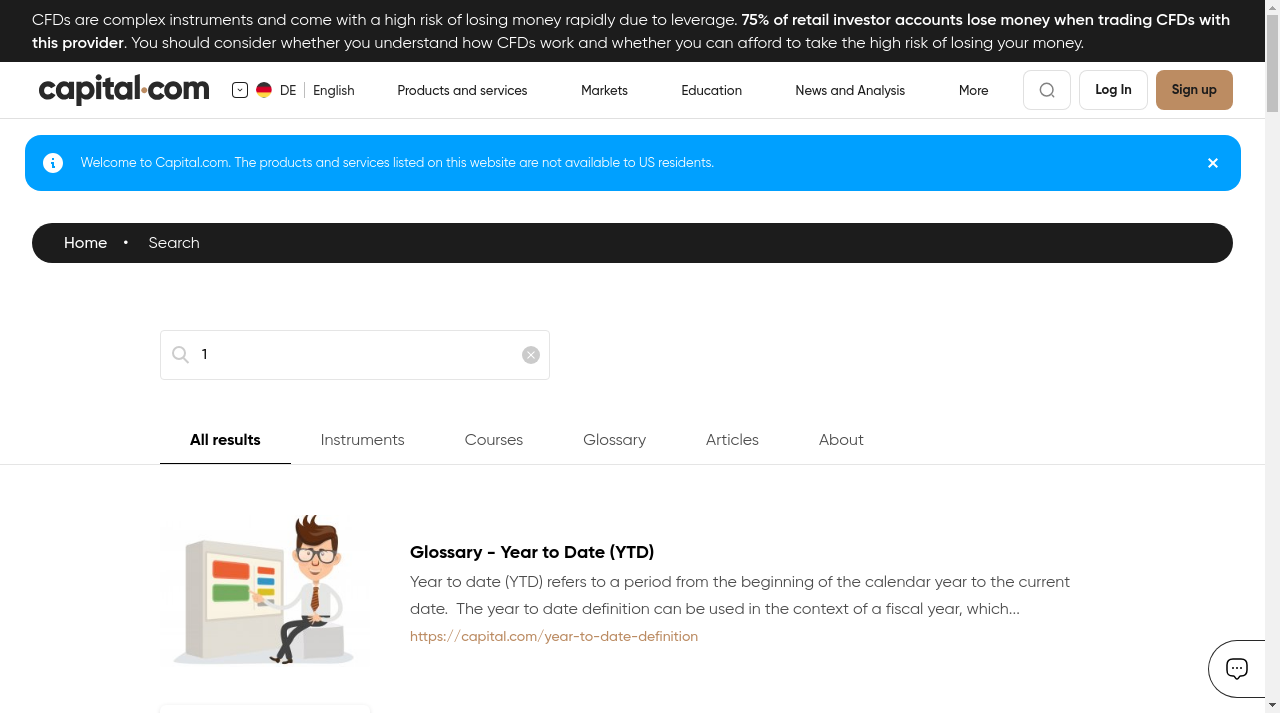 CFDs are complex instruments and come with a high risk of losing money rapidly due to leverage. 75% of retail investor accounts lose money when trading CFDs with
this provider. You should consider whether you understand how CFDs work and whether you can afford to take the high risk of losing your money.
capital.com DE English Products and services Markets Education News and Analysis More Log In Sign up
Welcome to Capital.com. The products and services listed on this website are not available to US residents.
Home • Search
1
All results Instruments Courses Glossary Articles About
Glossary - Year to Date (YTD)
Year to date (YTD) refers to a period from the beginning of the calendar year to the current
date.  The year to date definition can be used in the context of a fiscal year, which...
https://capital.com/year-to-date-definition